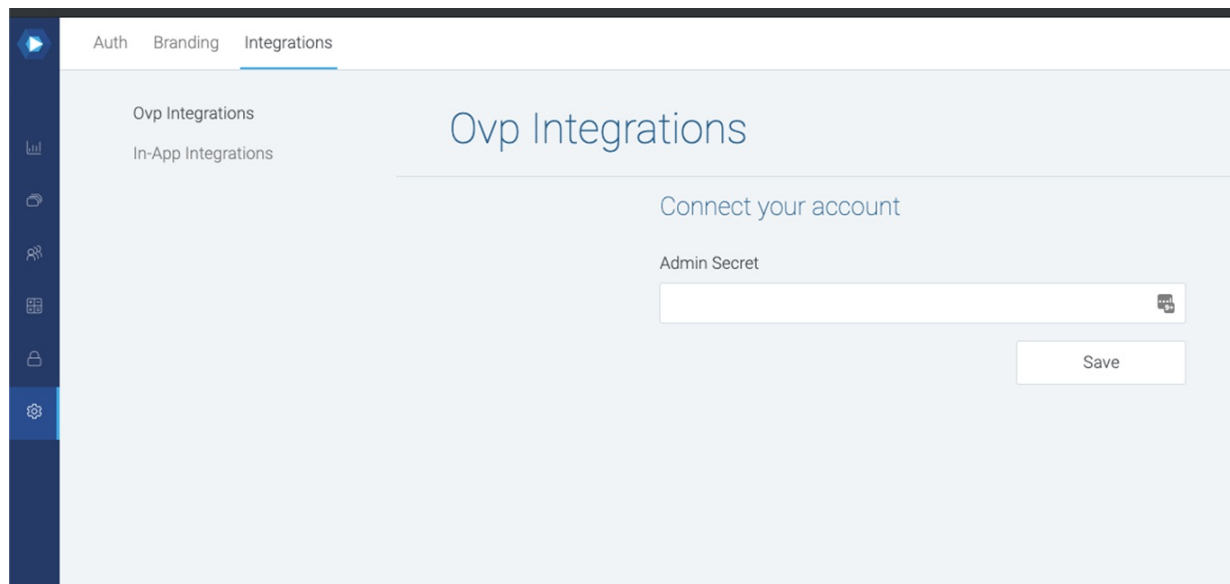 Auth Branding Integrations
Ovp Integrations
In-App Integrations
Ovp Integrations
Connect your account
Admin Secret
Save